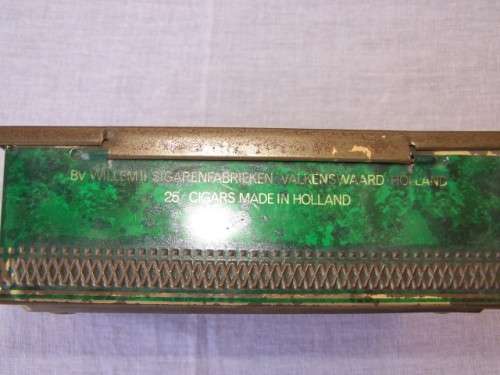 BV WILLEM II SIGARENFABRIEKEN VALKENSWAARD HOLLAND
25 CIGARS MADE IN HOLLAND